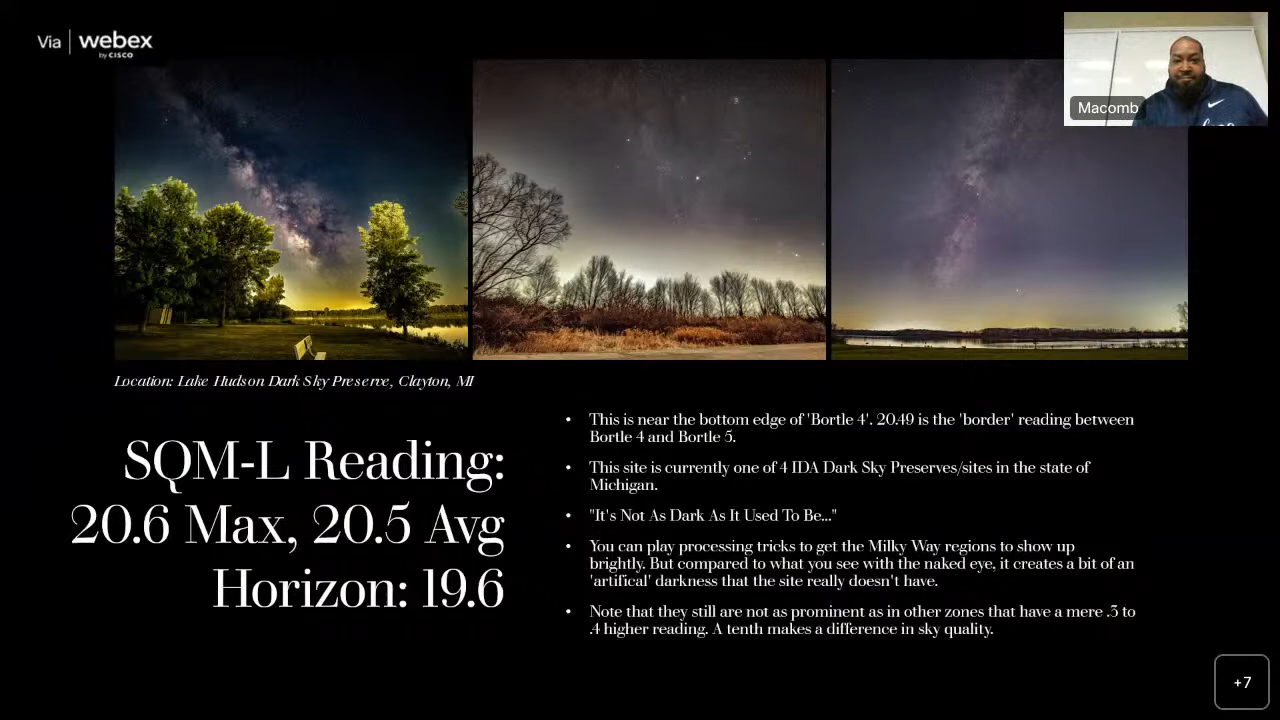 Via | webex
by CISCO
Macomb
Location: Lake Hudson Dark Sky Preserve, Clayton, MI
SQM-L Reading:
20.6 Max, 20.5 Avg
Horizon: 19.6
• This is near the bottom edge of 'Bortle 4'. 20.49 is the 'border' reading between
Bortle 4 and Bortle 5.
• This site is currently one of 4 IDA Dark Sky Preserves/sites in the state of
Michigan.
• "It's Not As Dark As It Used To Be..."
• You can play processing tricks to get the Milky Way regions to show up
brightly. But compared to what you see with the naked eye, it creates a bit of an
'artifical' darkness that the site really doesn't have.
• Note that they still are not as prominent as in other zones that have a mere .3 to
.4 higher reading. A tenth makes a difference in sky quality.
+7